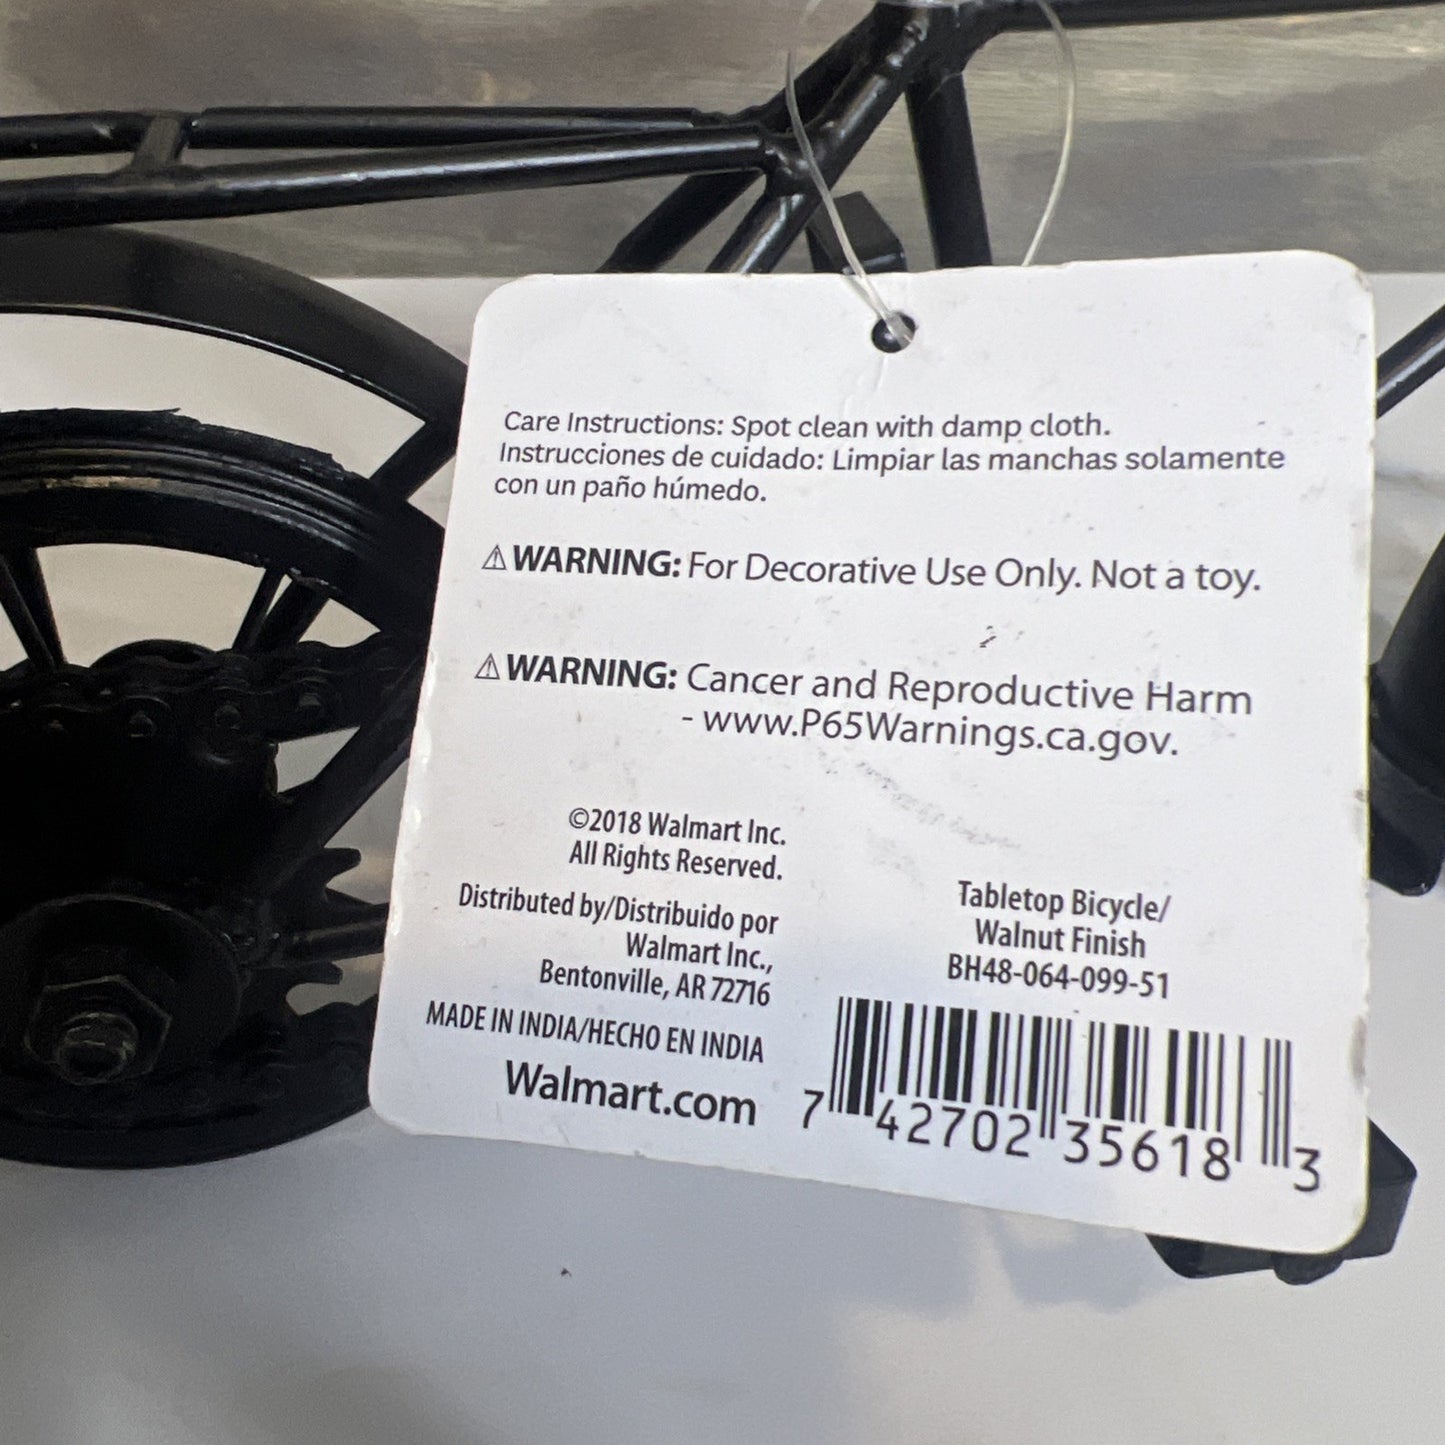 Care Instructions: Spot clean with damp cloth.
Instrucciones de cuidado: Limpiar las manchas solamente
con un paño húmedo.
⚠ WARNING: For Decorative Use Only. Not a toy.
⚠ WARNING: Cancer and Reproductive Harm
- www.P65Warnings.ca.gov.
©2018 Walmart Inc.
All Rights Reserved.
Distributed by/Distribuido por
Walmart Inc.,
Bentonville, AR 72716
MADE IN INDIA/HECHO EN INDIA
Walmart.com
Tabletop Bicycle/
Walnut Finish
BH48-064-099-51
7 42702 35618 3